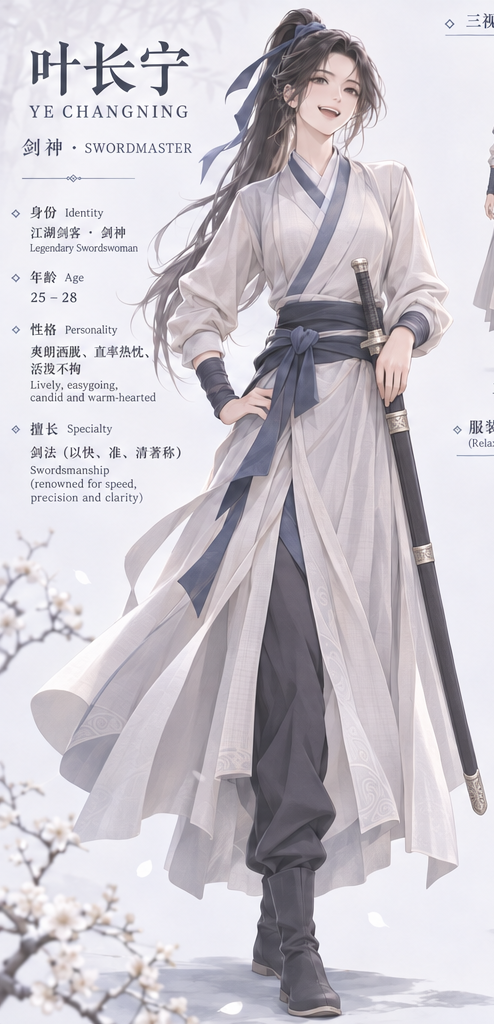 叶长宁
YE CHANGNING
剑神 · SWORDMASTER
身份 Identity
江湖剑客 · 剑神
Legendary Swordswoman
年龄 Age
25 – 28
性格 Personality
爽朗洒脱、直率热忱、
活泼不拘
Lively, easygoing,
candid and warm-hearted
擅长 Specialty
剑法（以快、准、清著称）
Swordsmanship
(renowned for speed,
precision and clarity)
三视
服装
(Rela